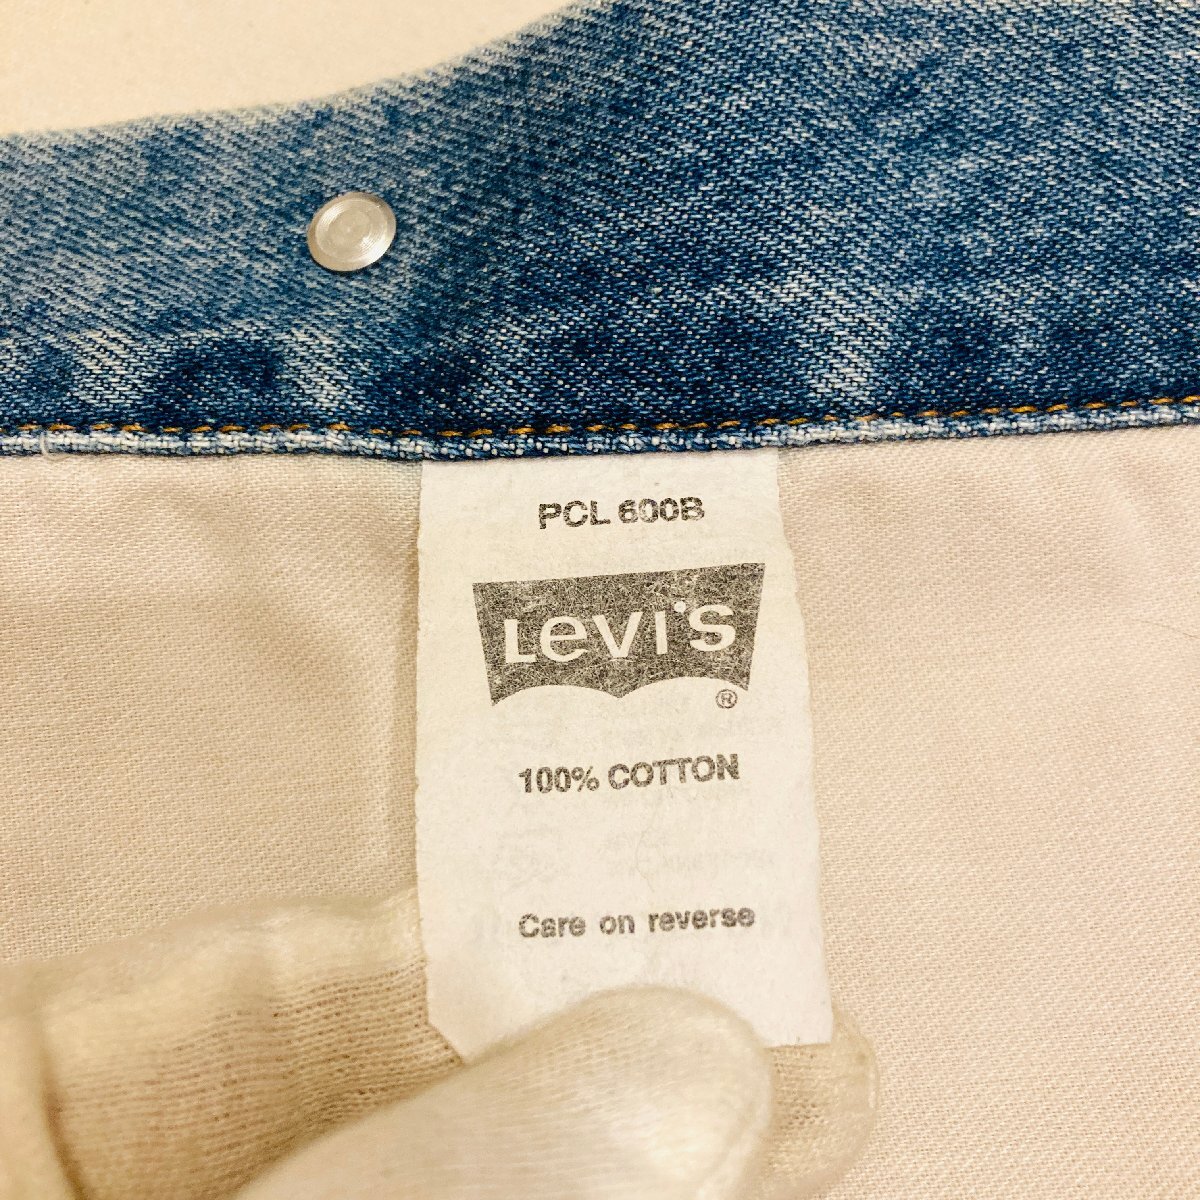 PCL 600B
Levi's
®
100% COTTON
Care on reverse